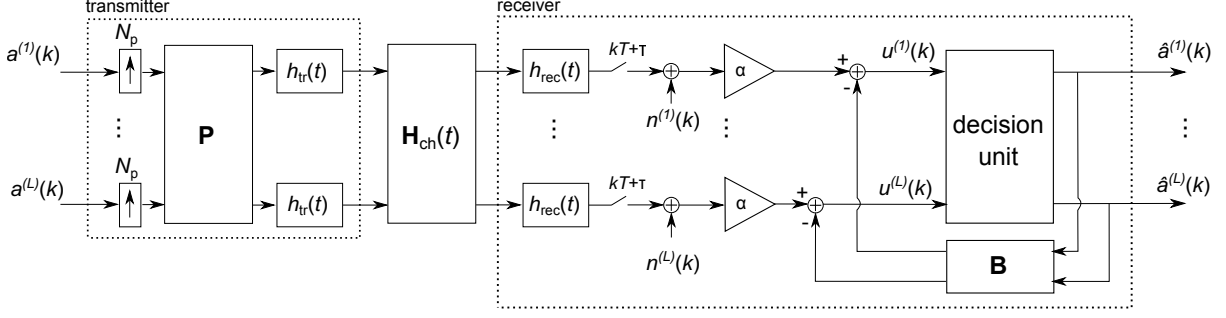 transmitter
receiver
a^(1)(k)
N_p
P
h_tr(t)
H_ch(t)
h_rec(t)
kT+τ
n^(1)(k)
α
+
-
u^(1)(k)
decision
unit
â^(1)(k)
...
...
...
...
a^(L)(k)
N_p
h_tr(t)
h_rec(t)
kT+τ
n^(L)(k)
α
+
-
u^(L)(k)
â^(L)(k)
B